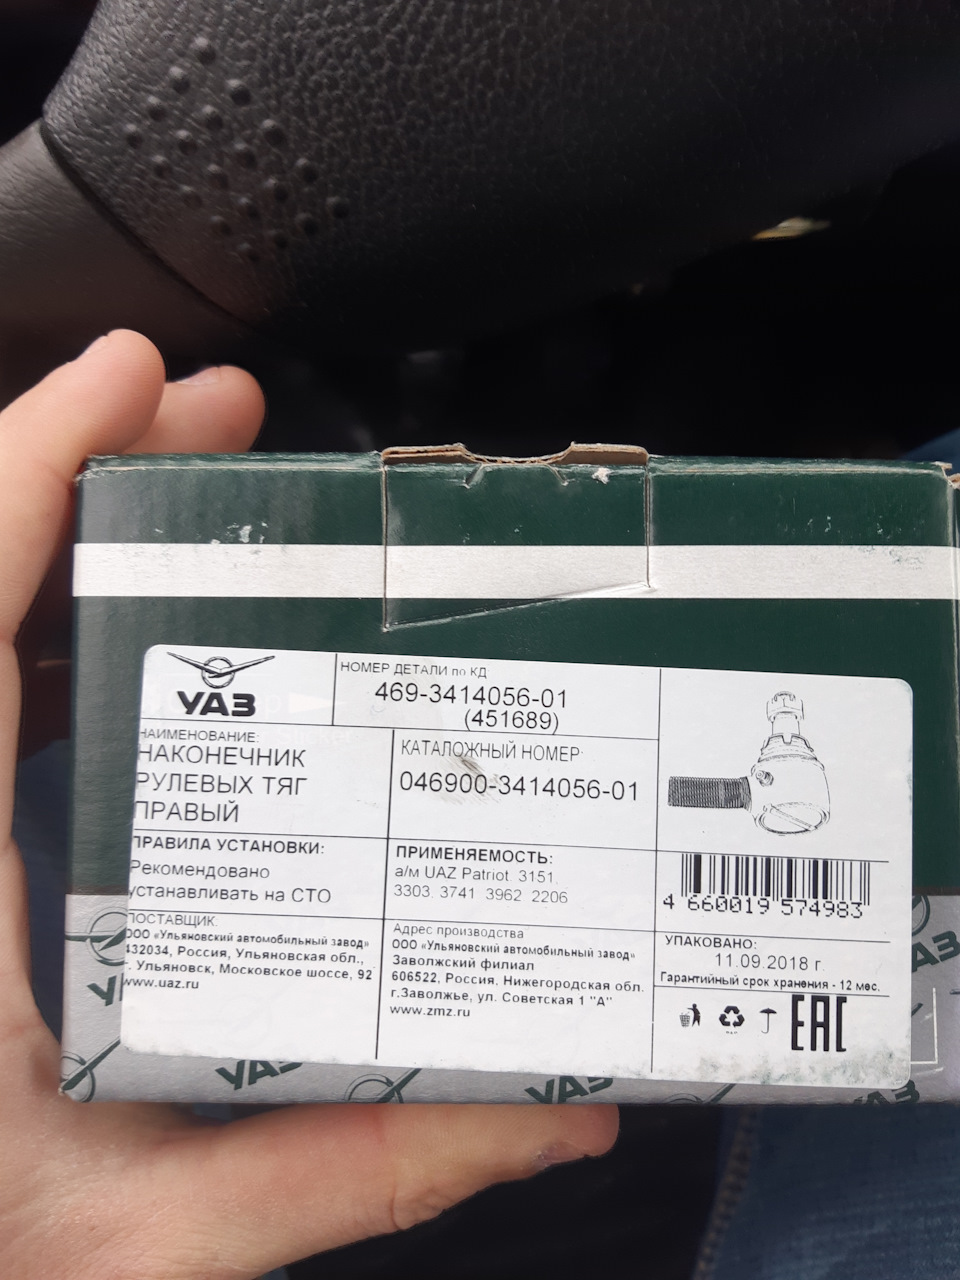 УАЗ
НОМЕР ДЕТАЛИ по КД
469-3414056-01
(451689)
НАИМЕНОВАНИЕ:
НАКОНЕЧНИК
РУЛЕВЫХ ТЯГ
ПРАВЫЙ
КАТАЛОЖНЫЙ НОМЕР:
046900-3414056-01
ПРАВИЛА УСТАНОВКИ:
Рекомендовано
устанавливать на СТО
ПРИМЕНЯЕМОСТЬ:
а/м UAZ Patriot. 3151,
3303. 3741 3962 2206
4 660019 574983
ПОСТАВЩИК:
ООО «Ульяновский автомобильный завод»
432034, Россия, Ульяновская обл.,
г. Ульяновск, Московское шоссе, 92
www.uaz.ru
Адрес производства
ООО «Ульяновский автомобильный завод»
Заволжский филиал
606522, Россия. Нижегородская обл.
г.Заволжье, ул. Советская 1 "А"
www.zmz.ru
УПАКОВАНО:
11.09.2018 г.
Гарантийный срок хранения - 12 мес.
EAC
УАЗ
УАЗ
УАЗ
УАЗ